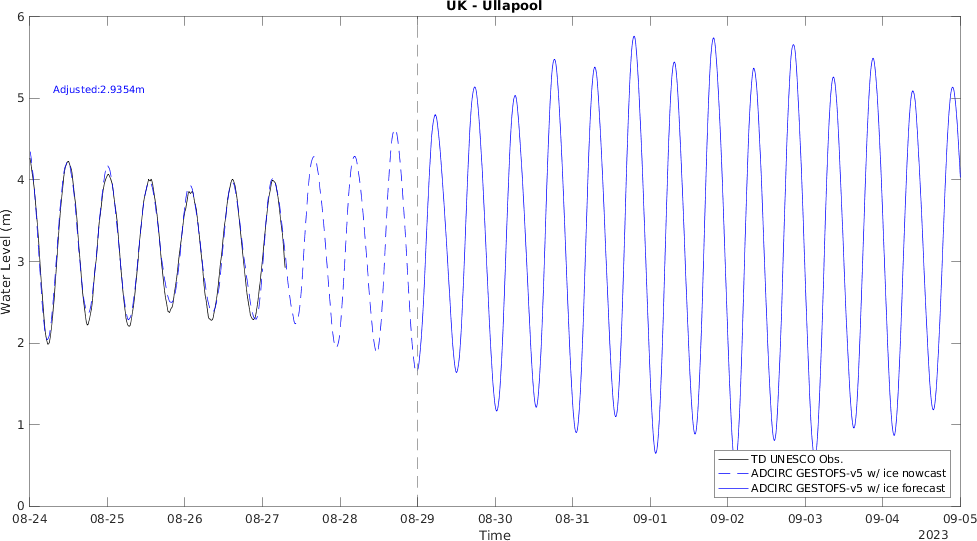 UK - Ullapool
6
5
4
3
2
1
0
Water Level (m)
Adjusted:2.9354m
TD UNESCO Obs.
ADCIRC GESTOFS-v5 w/ ice nowcast
ADCIRC GESTOFS-v5 w/ ice forecast
08-24 08-25 08-26 08-27 08-28 08-29 08-30 08-31 09-01 09-02 09-03 09-04 09-05
Time
2023